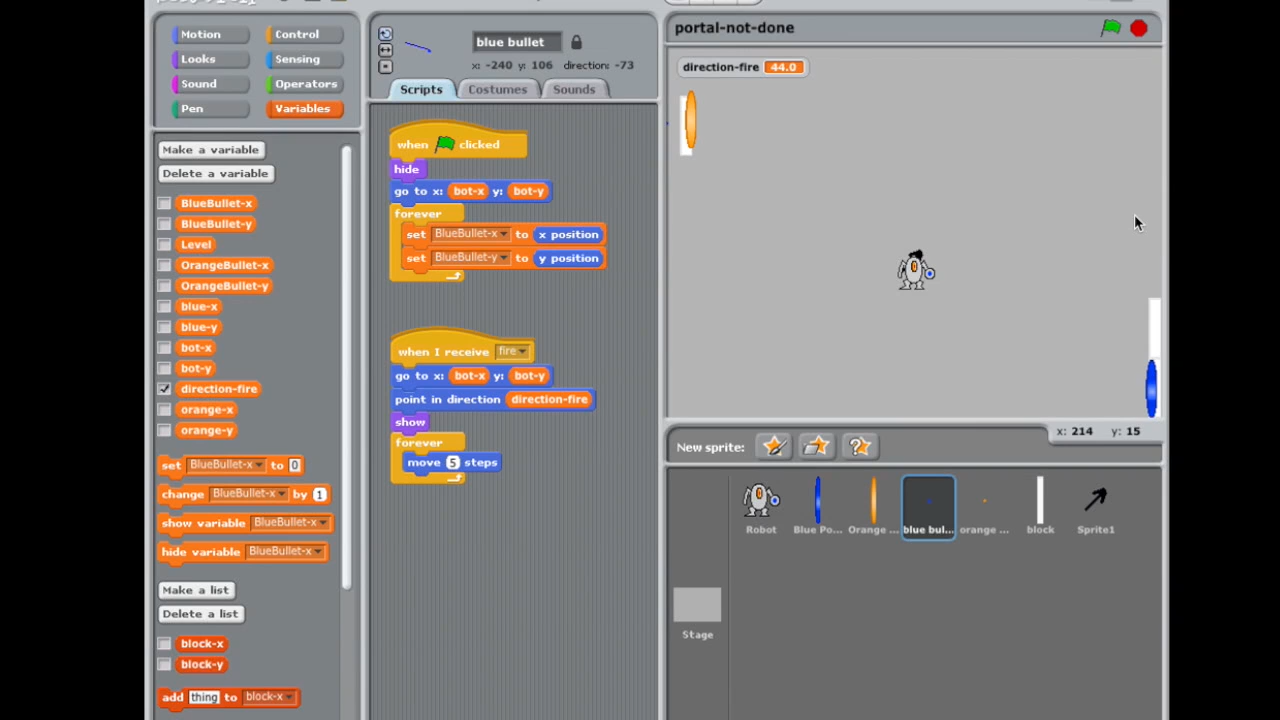 Motion Control
Looks Sensing
Sound Operators
Pen Variables
Make a variable
Delete a variable
BlueBullet-x
BlueBullet-y
Level
OrangeBullet-x
OrangeBullet-y
blue-x
blue-y
bot-x
bot-y
direction-fire
orange-x
orange-y
set BlueBullet-x to 0
change BlueBullet-x by 1
show variable BlueBullet-x
hide variable BlueBullet-x
Make a list
Delete a list
block-x
block-y
add thing to block-x
blue bullet
x: -240 y: 106 direction: -73
Scripts Costumes Sounds
when clicked
hide
go to x: bot-x y: bot-y
forever
set BlueBullet-x to x position
set BlueBullet-y to y position
when I receive fire
go to x: bot-x y: bot-y
point in direction direction-fire
show
forever
move 5 steps
portal-not-done
direction-fire 44.0
x: 214 y: 15
New sprite:
Robot Blue Po... Orange ... blue bul... orange ... block Sprite1
Stage